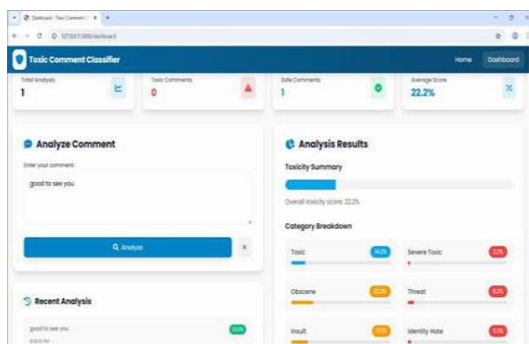 Dashboard - Toxic Comment C
Toxic Comment Classifier
Home
Dashboard
Total Analysis
1
Toxic Comments
0
Safe Comments
1
Average Score
22.2%
Analyze Comment
Enter your comment:
good to see you
Analyze
x
Recent Analysis
good to see you
Analysis Results
Toxicity Summary
Overall toxicity score: 22.2%
Category Breakdown
Toxic
Severe Toxic
Obscene
22.2%
Threat
Insult
Identity Hate